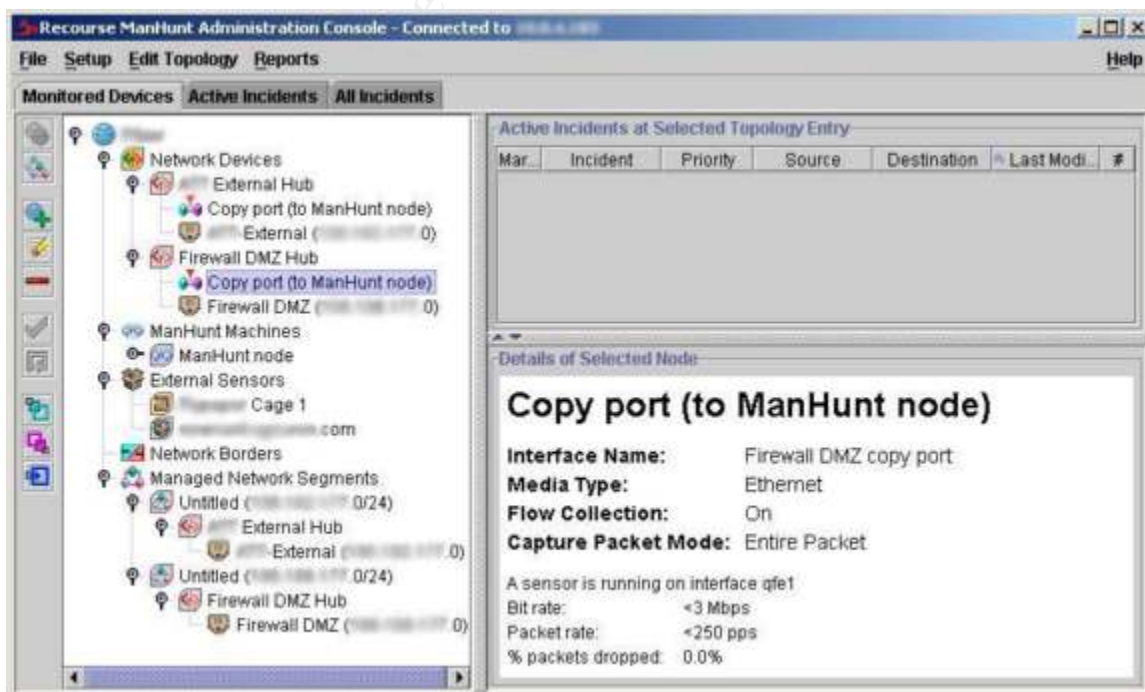 Recourse ManHunt Administration Console - Connected to
File Setup Edit Topology Reports Help
Monitored Devices Active Incidents All Incidents
Network Devices
External Hub
Copy port (to ManHunt node)
-External ( .0)
Firewall DMZ Hub
Copy port (to ManHunt node)
Firewall DMZ ( 0)
ManHunt Machines
ManHunt node
External Sensors
Cage 1
.com
Network Borders
Managed Network Segments
Untitled ( 0/24)
External Hub
-External ( .0)
Untitled ( 0/24)
Firewall DMZ Hub
Firewall DMZ ( 0)
Active Incidents at Selected Topology Entry
Mar... Incident Priority Source Destination Last Modi... #
Details of Selected Node
Copy port (to ManHunt node)
Interface Name: Firewall DMZ copy port
Media Type: Ethernet
Flow Collection: On
Capture Packet Mode: Entire Packet
A sensor is running on interface qfe1
Bit rate: <3 Mbps
Packet rate: <250 pps
% packets dropped: 0.0%